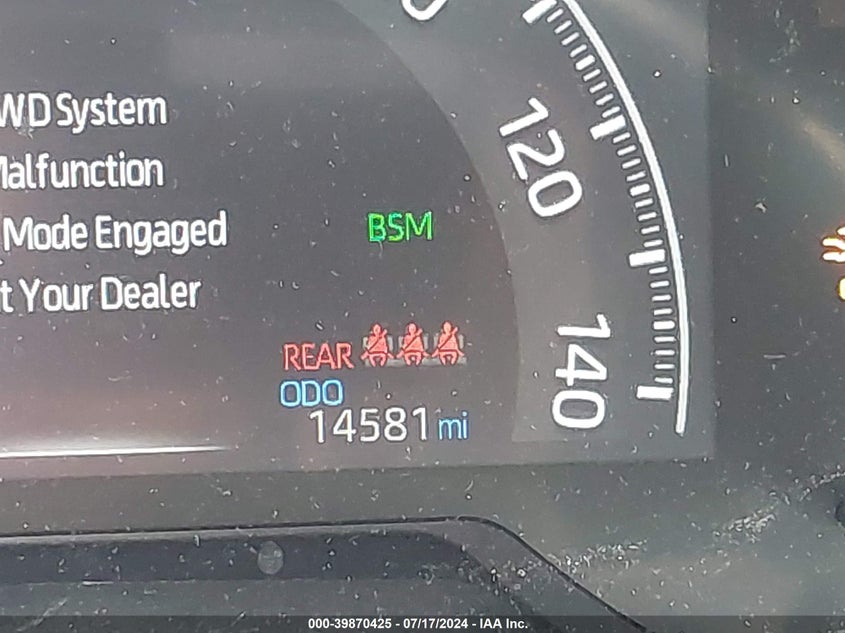 WD System
Malfunction
Mode Engaged
t Your Dealer
BSM
120
140
REAR
ODO
14581 mi
000-39870425 - 07/17/2024 - IAA Inc.